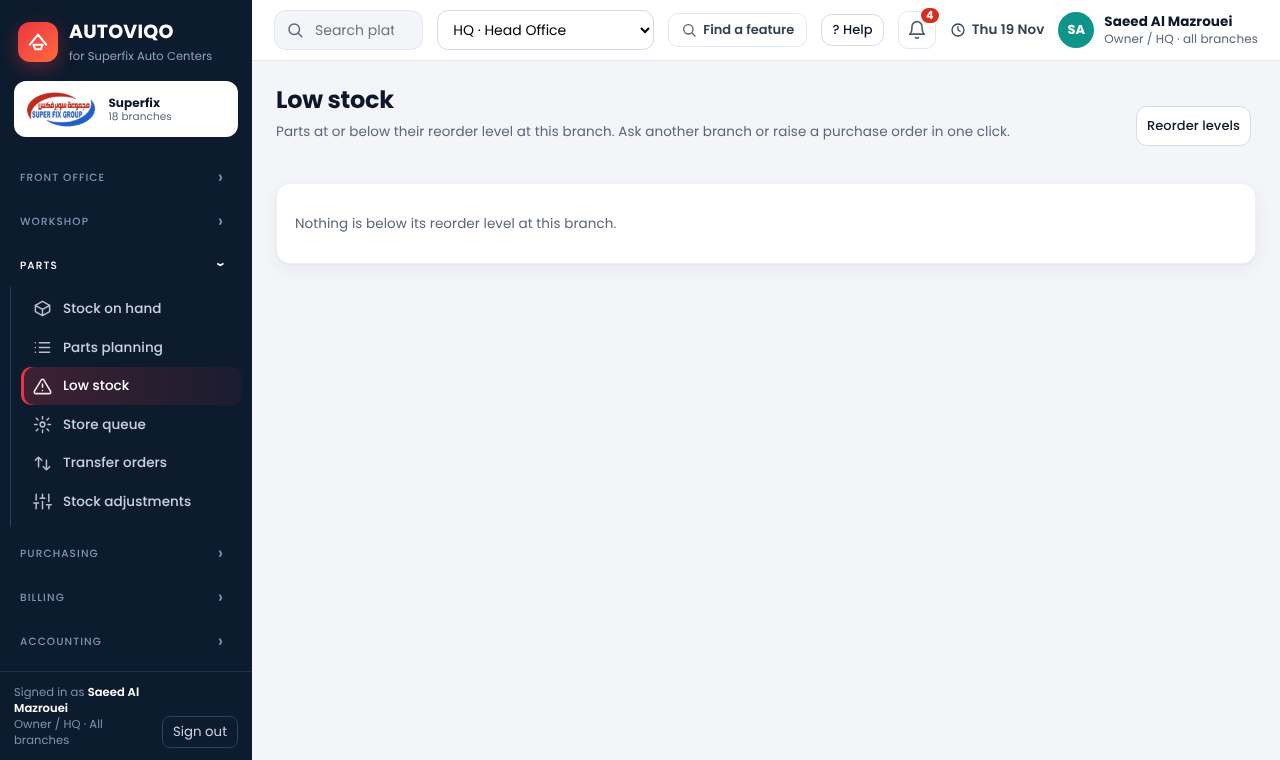 AUTOVIQO
for Superfix Auto Centers
مجموعة سوبر فكس
SUPER FIX GROUP
Superfix
18 branches
FRONT OFFICE
WORKSHOP
PARTS
Stock on hand
Parts planning
Low stock
Store queue
Transfer orders
Stock adjustments
PURCHASING
BILLING
ACCOUNTING
Signed in as Saeed Al
Mazrouei
Owner / HQ · All
branches
Sign out
Search plat
HQ · Head Office
Find a feature
? Help
4
Thu 19 Nov
SA
Saeed Al Mazrouei
Owner / HQ · all branches
Low stock
Parts at or below their reorder level at this branch. Ask another branch or raise a purchase order in one click.
Reorder levels
Nothing is below its reorder level at this branch.